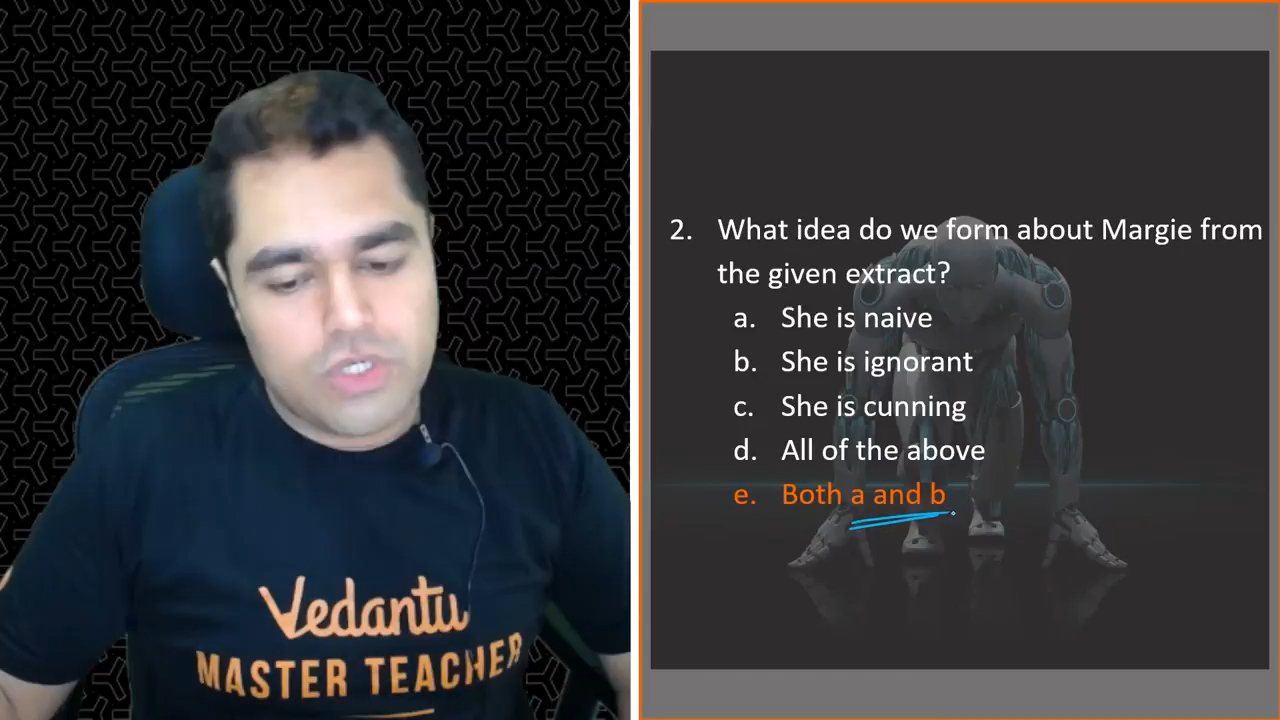 Vedantu
MASTER TEACHER
2. What idea do we form about Margie from
the given extract?
a. She is naive
b. She is ignorant
c. She is cunning
d. All of the above
e. Both a and b